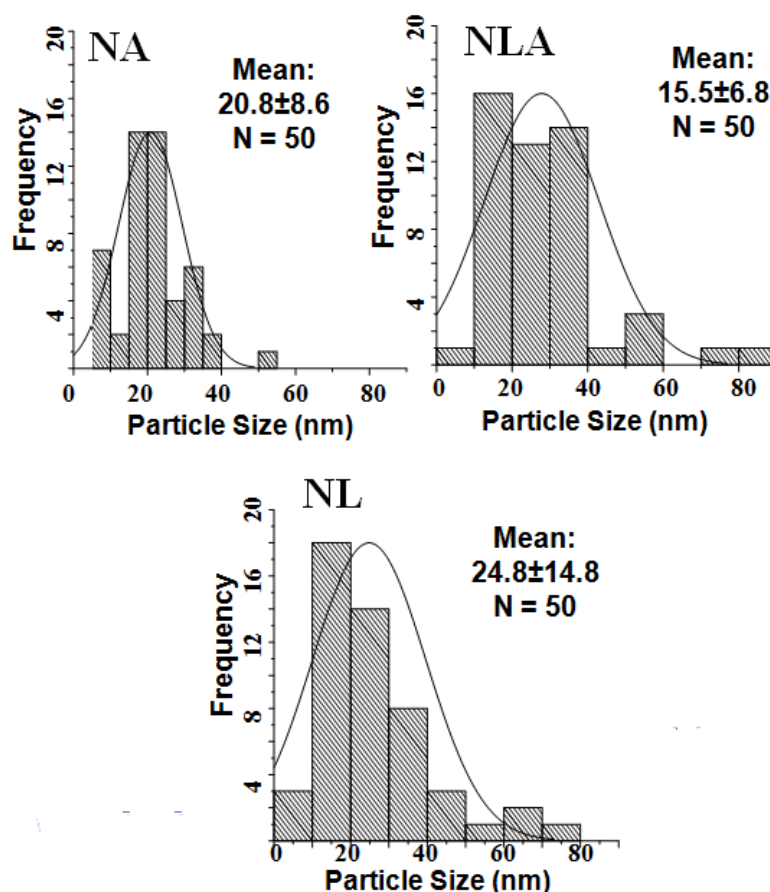 NA
Mean:
20.8±8.6
N = 50
Frequency
20
16
12
8
4
0 20 40 60 80
Particle Size (nm)
NLA
Mean:
15.5±6.8
N = 50
Frequency
20
16
12
8
4
0 20 40 60 80
Particle Size (nm)
NL
Mean:
24.8±14.8
N = 50
Frequency
20
16
12
8
4
0 20 40 60 80
Particle Size (nm)